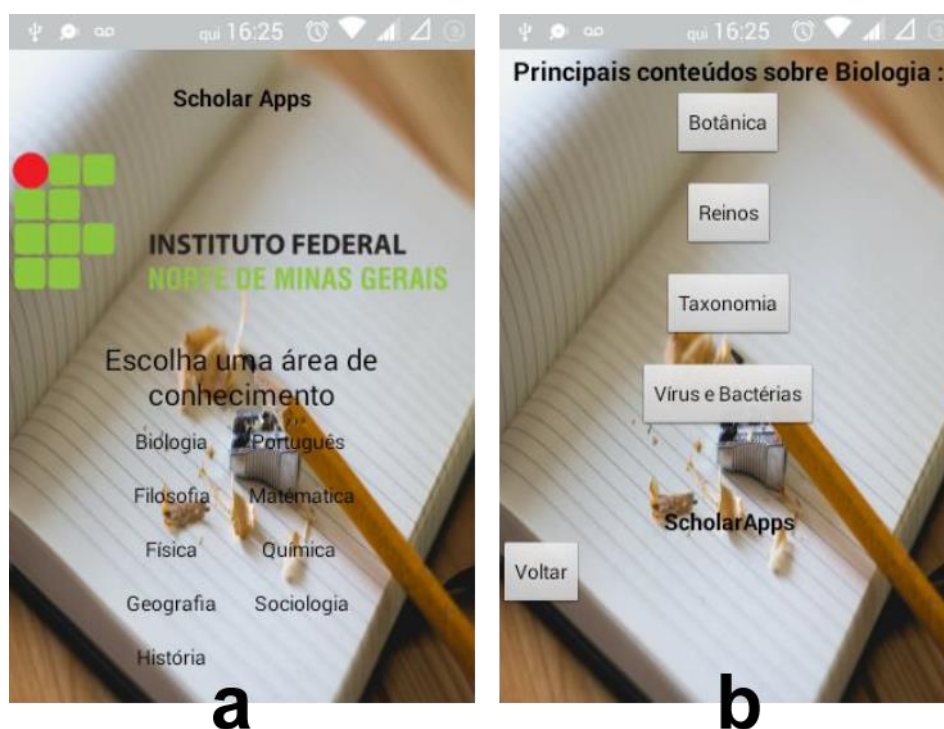 qui 16:25
Scholar Apps
INSTITUTO FEDERAL
NORTE DE MINAS GERAIS
Escolha uma área de
conhecimento
Biologia Português
Filosofia Matématica
Física Química
Geografia Sociologia
História
a
qui 16:25
Principais conteúdos sobre Biologia :
Botânica
Reinos
Taxonomia
Vírus e Bactérias
ScholarApps
Voltar
b